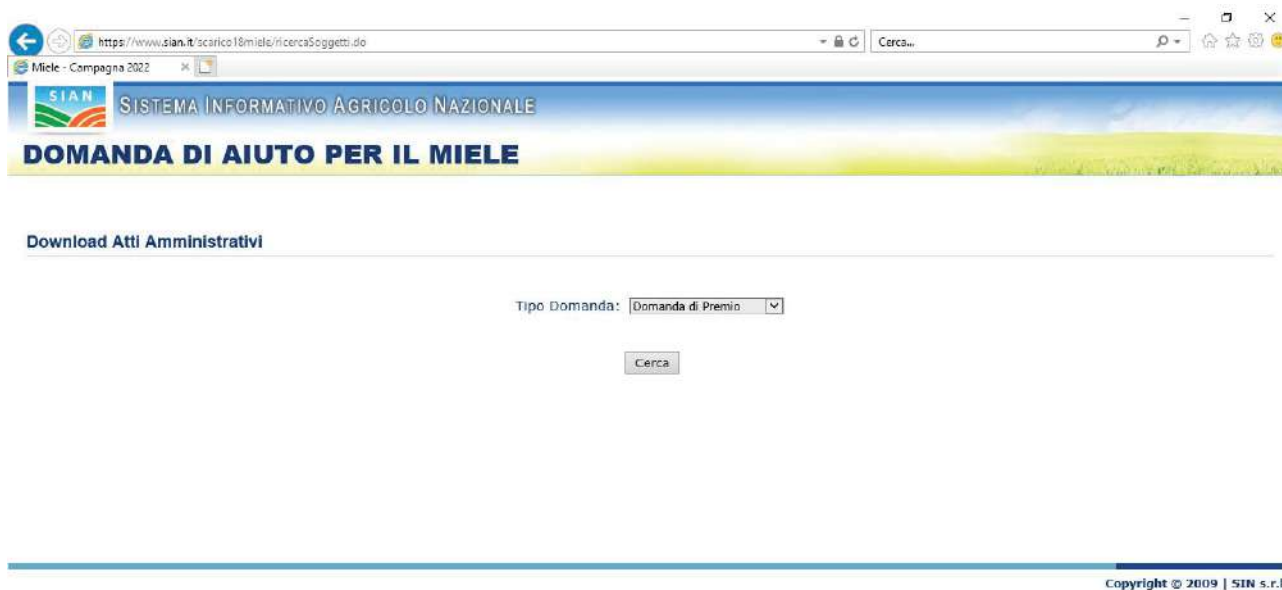 https://www.sian.it/scarico18miele/ricercaSoggetti.do
Cerca...
Miele - Campagna 2022
SIAN
SISTEMA INFORMATIVO AGRICOLO NAZIONALE
DOMANDA DI AIUTO PER IL MIELE
Download Atti Amministrativi
Tipo Domanda: Domanda di Premio
Cerca
Copyright © 2009 | SIN s.r.l